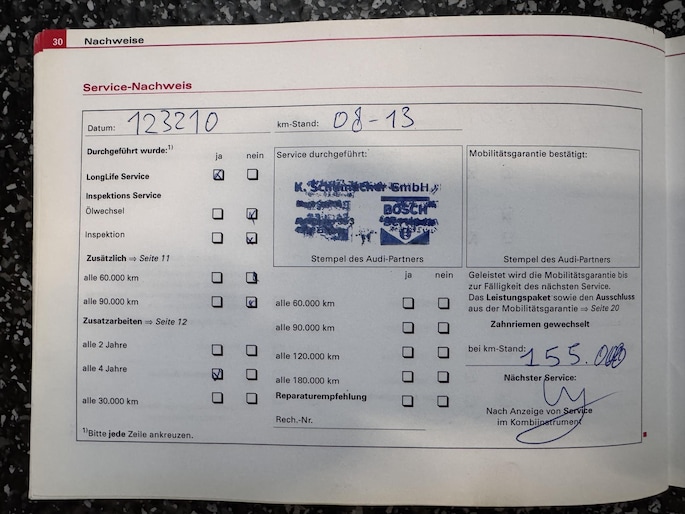 30 Nachweise
Service-Nachweis
Datum: 123210 km-Stand: 08-13
Durchgeführt wurde:1)
ja nein
LongLife Service
Inspektions Service
Ölwechsel
Inspektion
Zusätzlich ⇒ Seite 11
alle 60.000 km
alle 90.000 km
Zusatzarbeiten ⇒ Seite 12
alle 2 Jahre
alle 4 Jahre
alle 30.000 km
1)Bitte jede Zeile ankreuzen.
Service durchgeführt:
K. Schumacher GmbH
BOSCH
Service
Stempel des Audi-Partners
ja nein
alle 60.000 km
alle 90.000 km
alle 120.000 km
alle 180.000 km
Reparaturempfehlung
Rech.-Nr.
Mobilitätsgarantie bestätigt:
Stempel des Audi-Partners
Geleistet wird die Mobilitätsgarantie bis
zur Fälligkeit des nächsten Service.
Das Leistungspaket sowie den Ausschluss
aus der Mobilitätsgarantie ⇒ Seite 20
Zahnriemen gewechselt
bei km-Stand: 155.000
Nächster Service:
Nach Anzeige von Service
im Kombiinstrument